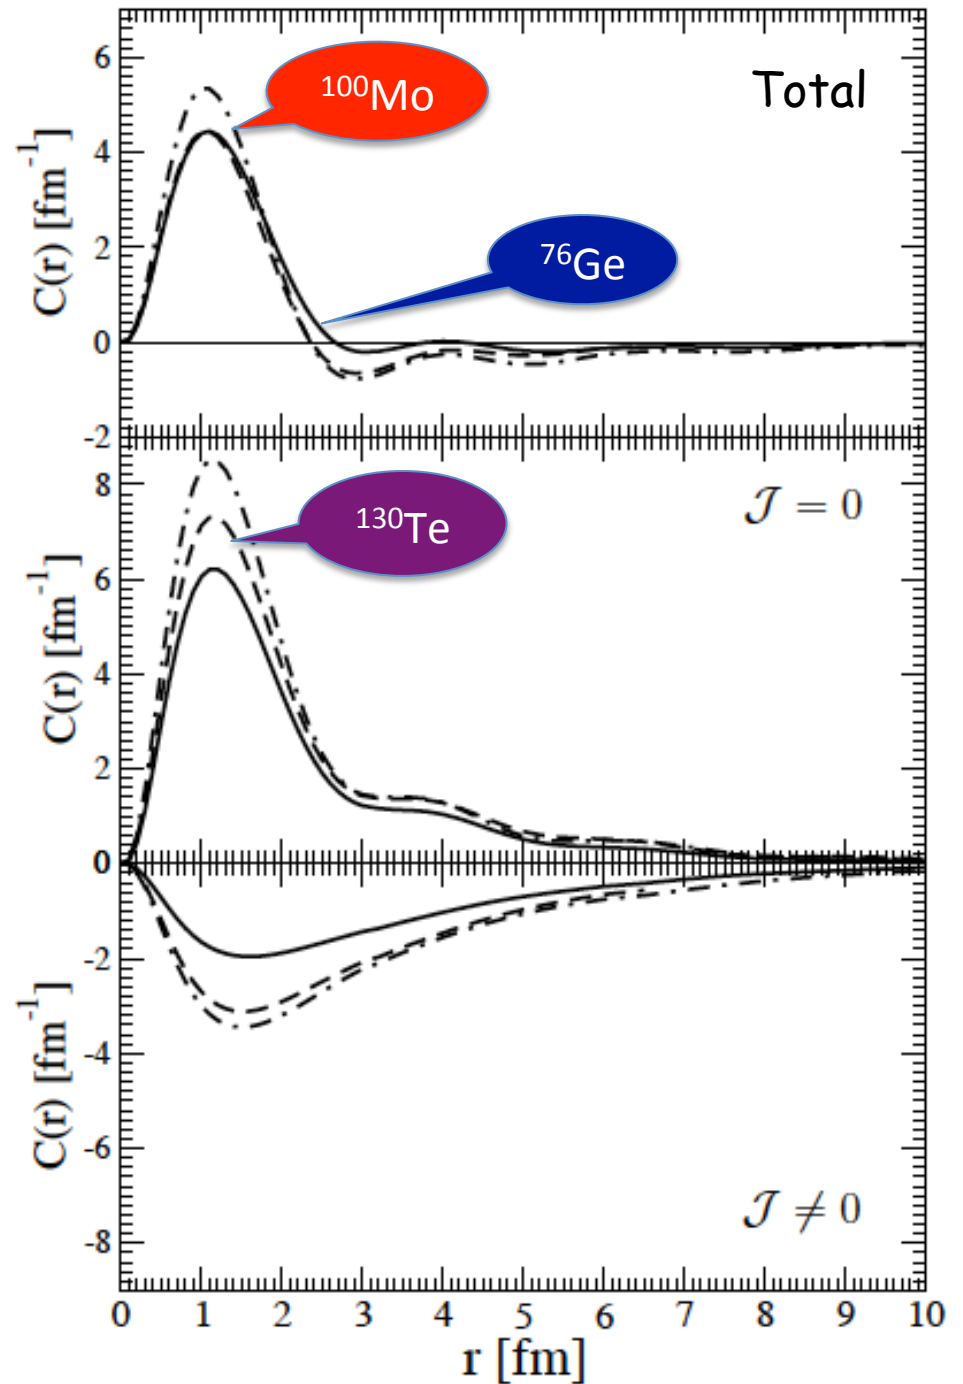 6
4
2
0
-2
C(r) [fm⁻¹]
¹⁰⁰Mo
Total
⁷⁶Ge
8
6
4
2
0
C(r) [fm⁻¹]
𝒥 = 0
¹³⁰Te
-2
-4
-6
-8
C(r) [fm⁻¹]
𝒥 ≠ 0
0 1 2 3 4 5 6 7 8 9 10
r [fm]